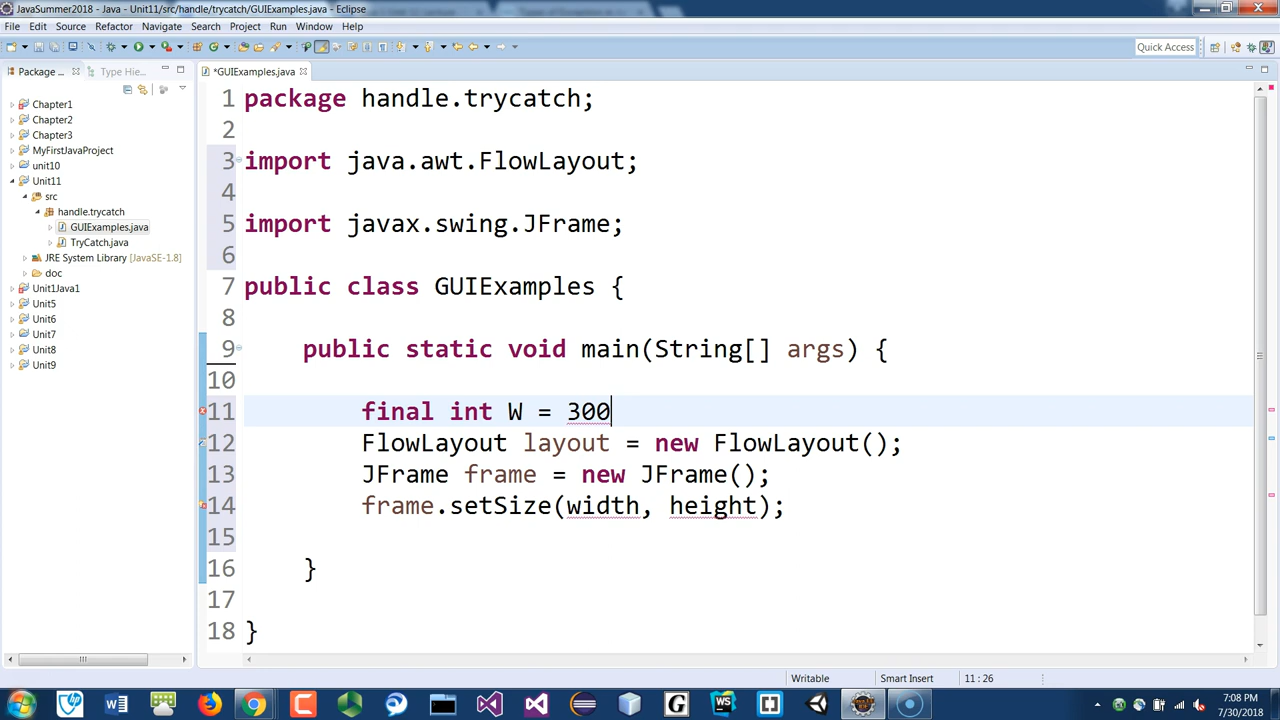 JavaSummer2018 - Java - Unit11/src/handle/trycatch/GUIExamples.java - Eclipse
File Edit Source Refactor Navigate Search Project Run Window Help
Quick Access
Package ... Type Hie...
*GUIExamples.java
Chapter1
Chapter2
Chapter3
MyFirstJavaProject
unit10
Unit11
src
handle.trycatch
GUIExamples.java
TryCatch.java
JRE System Library [JavaSE-1.8]
doc
Unit1Java1
Unit5
Unit6
Unit7
Unit8
Unit9
1 package handle.trycatch;
2
3 import java.awt.FlowLayout;
4
5 import javax.swing.JFrame;
6
7 public class GUIExamples {
8
9 public static void main(String[] args) {
10
11 final int W = 300
12 FlowLayout layout = new FlowLayout();
13 JFrame frame = new JFrame();
14 frame.setSize(width, height);
15
16 }
17
18 }
Writable Smart Insert 11 : 26
7:08 PM
7/30/2018